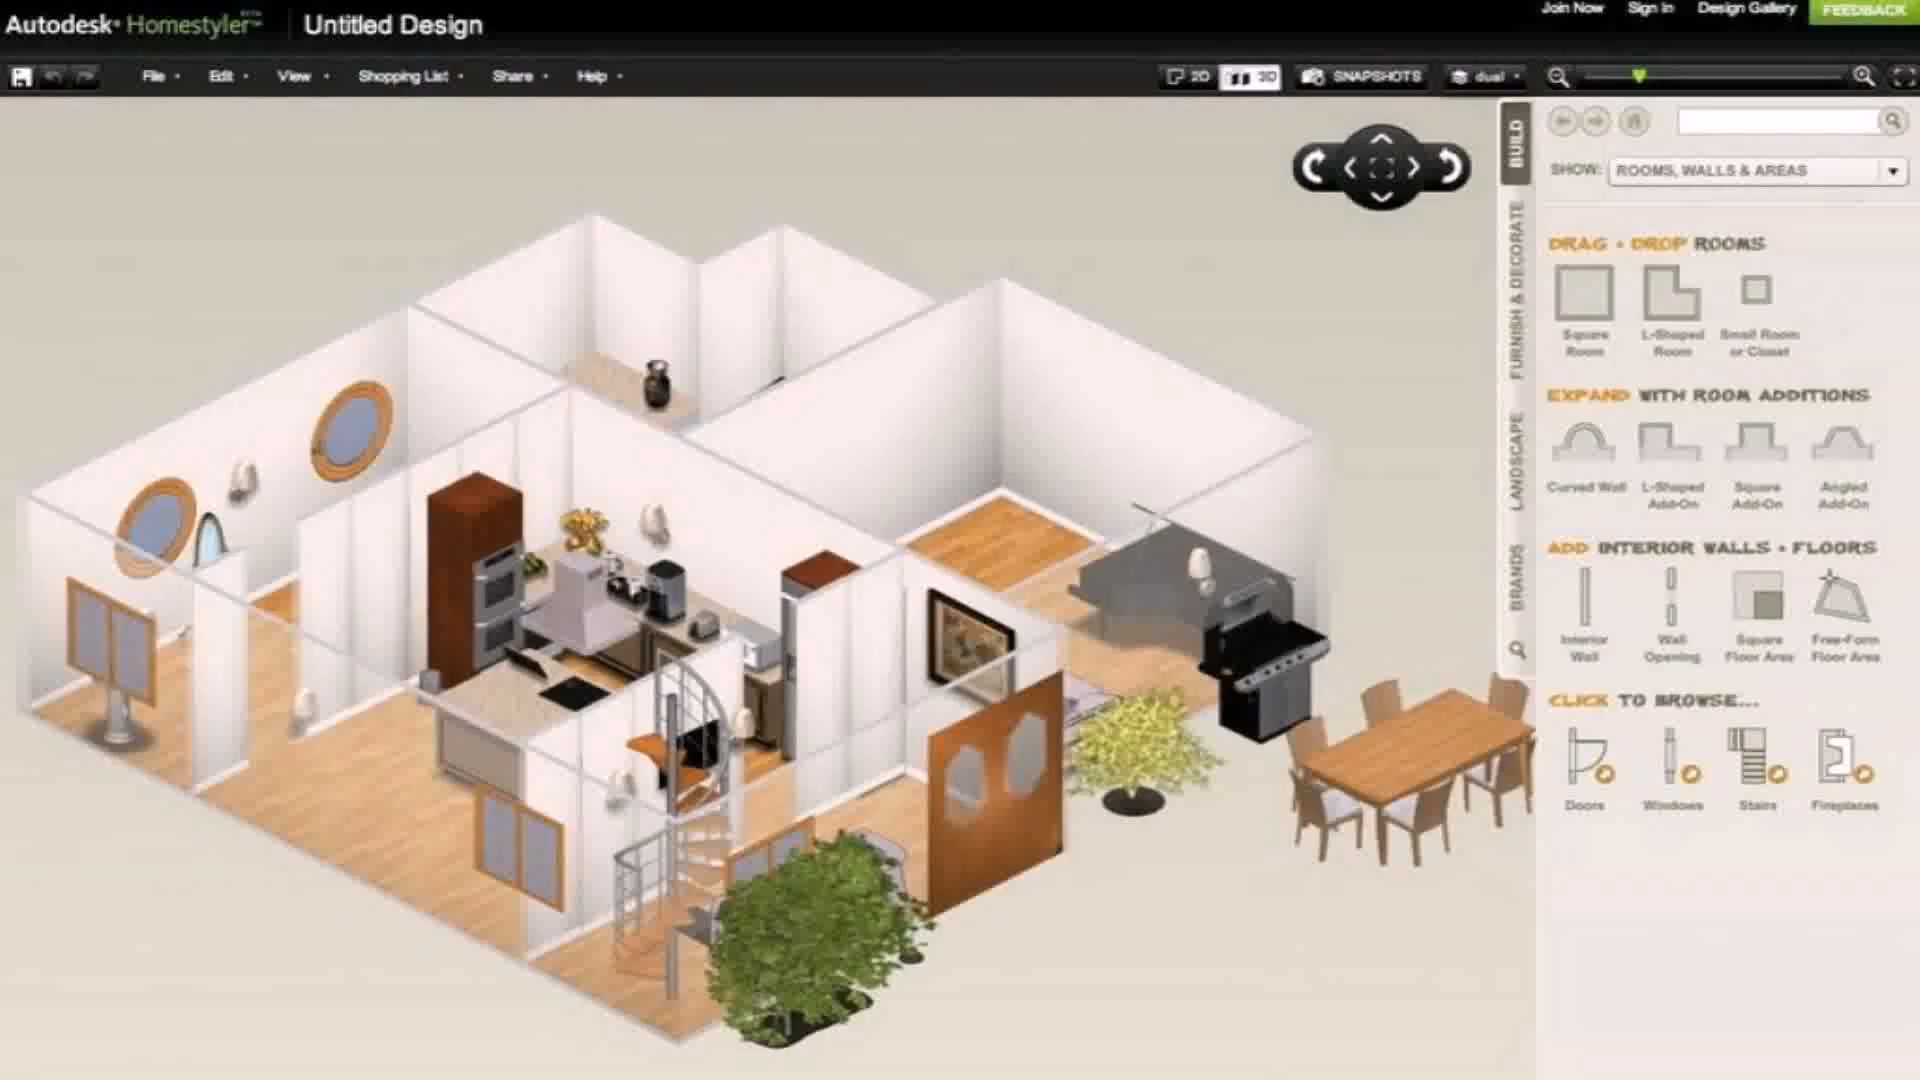 Autodesk® Homestyler™ BETA
Untitled Design
Join Now
Sign In
Design Gallery
FEEDBACK
File
Edit
View
Shopping List
Share
Help
2D
3D
SNAPSHOTS
dual
BUILD
FURNISH & DECORATE
LANDSCAPE
BRANDS
SHOW:
ROOMS, WALLS & AREAS
DRAG + DROP ROOMS
Square
Room
L-Shaped
Room
Small Room
or Closet
EXPAND WITH ROOM ADDITIONS
Curved Wall
L-Shaped
Add-On
Square
Add-On
Angled
Add-On
ADD INTERIOR WALLS + FLOORS
Interior
Wall
Wall
Opening
Square
Floor Area
Free-Form
Floor Area
CLICK TO BROWSE...
Doors
Windows
Stairs
Fireplaces